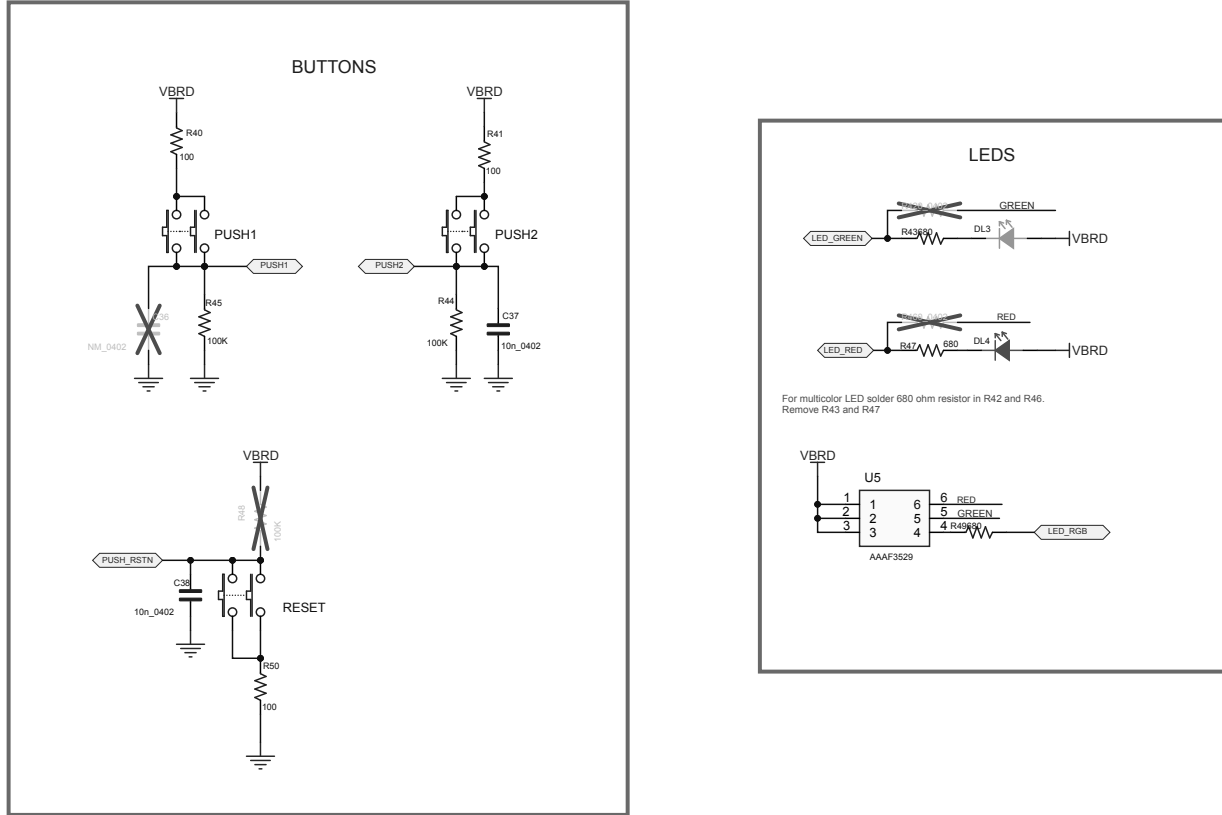 BUTTONS
VBRD
R40
100
PUSH1
PUSH1
C36
NM_0402
R45
100K
VBRD
R41
100
PUSH2
PUSH2
R44
100K
C37
10n_0402
VBRD
R48
100K
PUSH_RSTN
C38
10n_0402
RESET
R50
100
LEDS
GREEN
LED_GREEN
R43680
DL3
VBRD
RED
LED_RED
R47
680
DL4
VBRD
For multicolor LED solder 680 ohm resistor in R42 and R46.
Remove R43 and R47
VBRD
U5
1 1 6 6 RED
2 2 5 5 GREEN
3 3 4 4 R49680 LED_RGB
AAAF3529